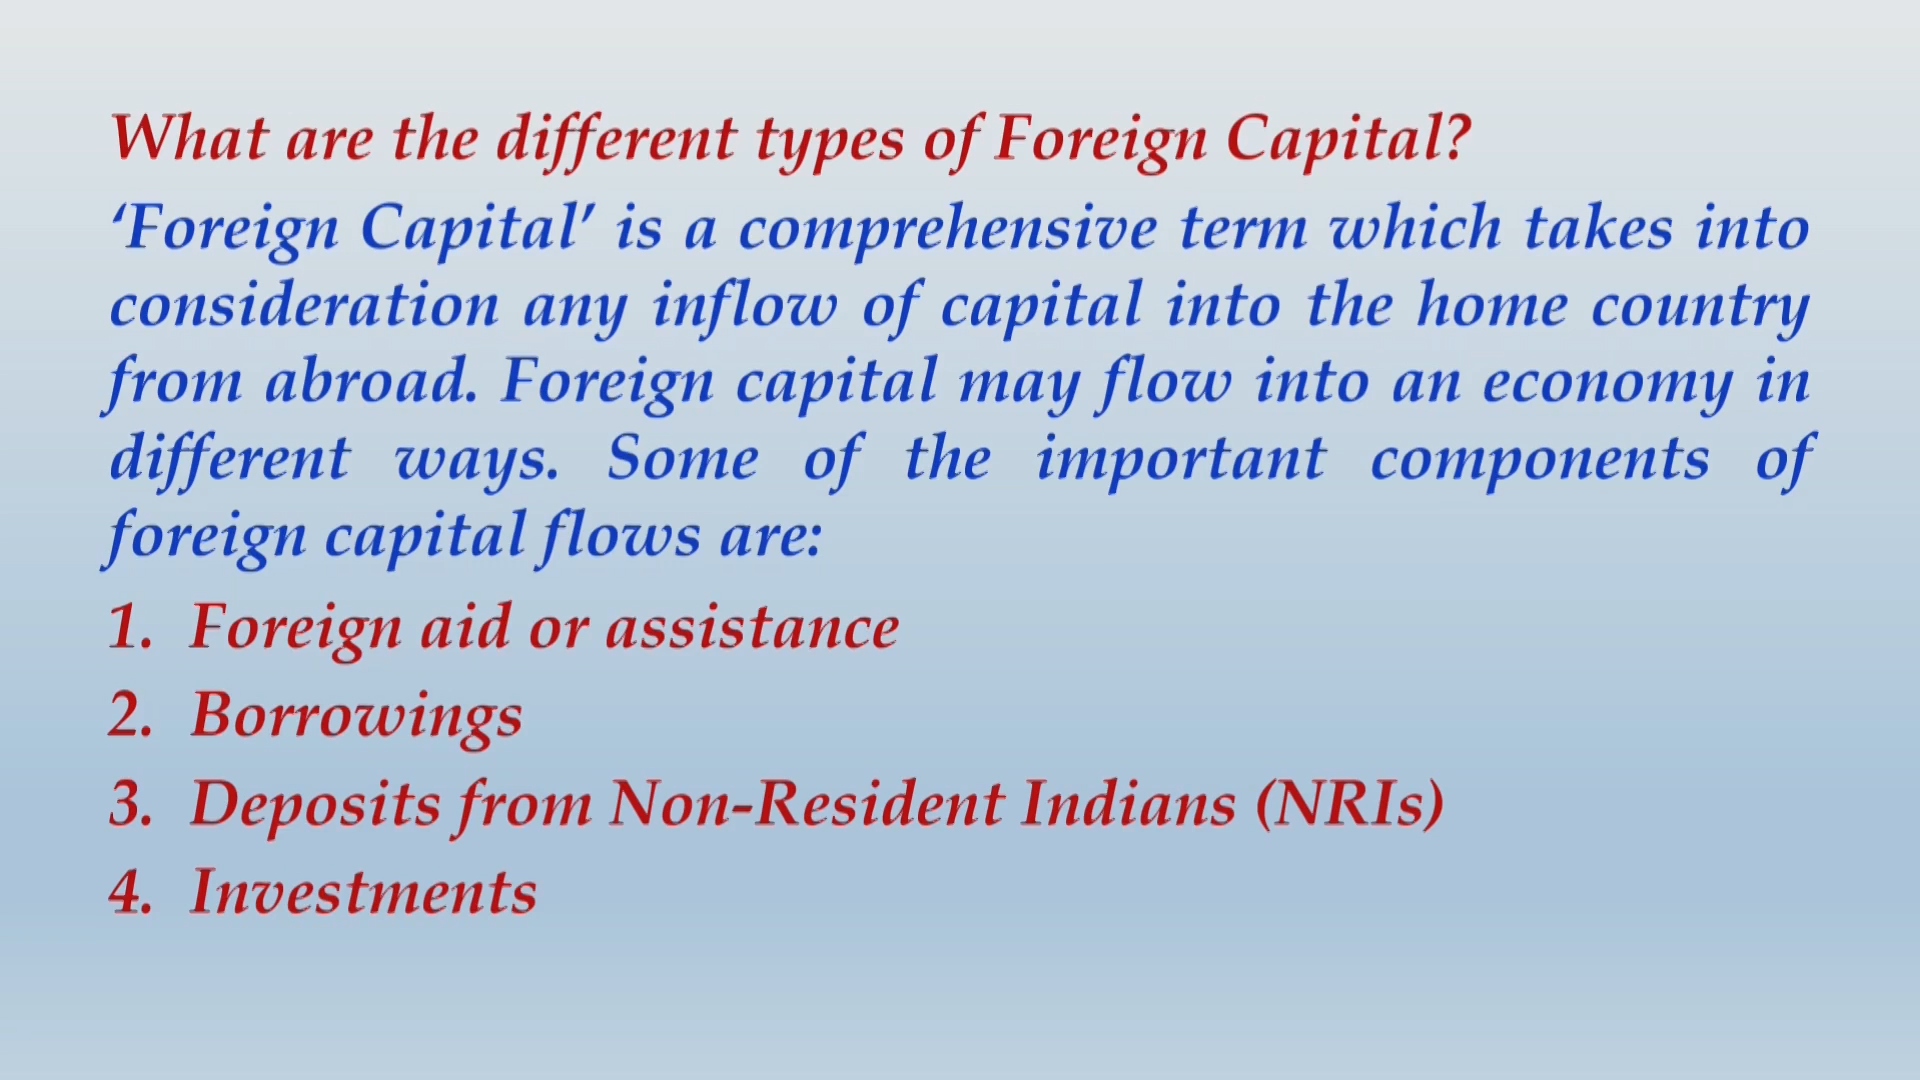 What are the different types of Foreign Capital?
‘Foreign Capital’ is a comprehensive term which takes into
consideration any inflow of capital into the home country
from abroad. Foreign capital may flow into an economy in
different ways. Some of the important components of
foreign capital flows are:
1. Foreign aid or assistance
2. Borrowings
3. Deposits from Non-Resident Indians (NRIs)
4. Investments